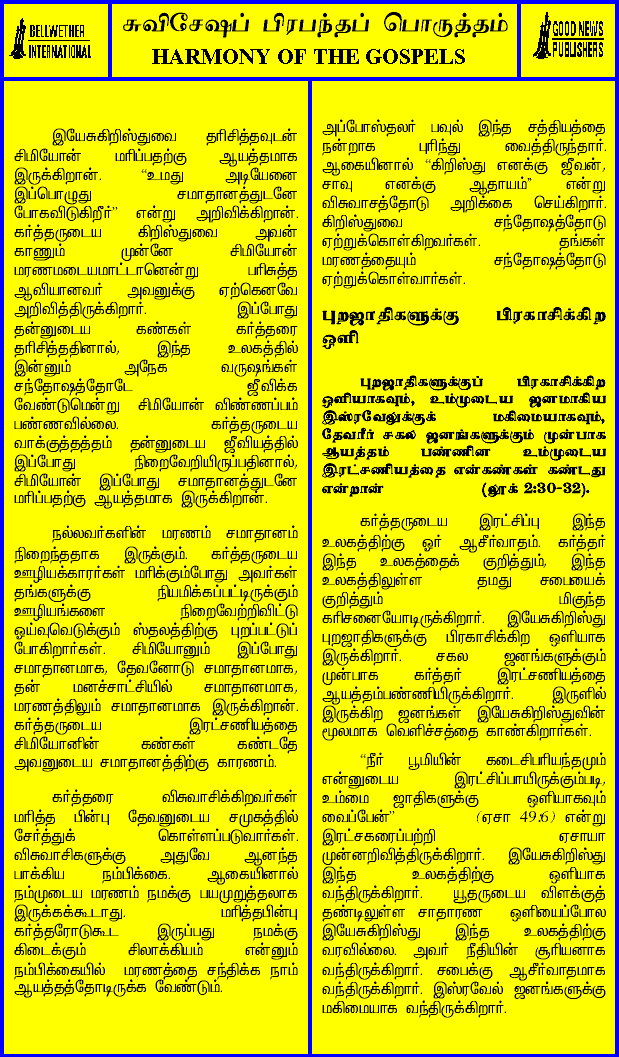 BELLWETHER
INTERNATIONAL
சுவிசேஷப் பிரபந்தப் பொருத்தம்
HARMONY OF THE GOSPELS
GOOD NEWS
PUBLISHERS
இயேசுகிறிஸ்துவை தரிசித்தவுடன்
சிமியோன் மரிப்பதற்கு ஆயத்தமாக
இருக்கிறான். “உமது அடியேனை
இப்பொழுது சமாதானத்துடனே
போகவிடுகிறீர்” என்று அறிவிக்கிறான்.
கர்த்தருடைய கிறிஸ்துவை அவன்
காணும் முன்னே சிமியோன்
மரணமடையமாட்டானென்று பரிசுத்த
ஆவியானவர் அவனுக்கு ஏற்கெனவே
அறிவித்திருக்கிறார். இப்போது
தன்னுடைய கண்கள் கர்த்தரை
தரிசித்ததினால், இந்த உலகத்தில்
இன்னும் அநேக வருஷங்கள்
சந்தோஷத்தோடே ஜீவிக்க
வேண்டுமென்று சிமியோன் விண்ணப்பம்
பண்ணவில்லை. கர்த்தருடைய
வாக்குத்தத்தம் தன்னுடைய ஜீவியத்தில்
இப்போது நிறைவேறியிருப்பதினால்,
சிமியோன் இப்போது சமாதானத்துடனே
மரிப்பதற்கு ஆயத்தமாக இருக்கிறான்.
நல்லவர்களின் மரணம் சமாதானம்
நிறைந்ததாக இருக்கும். கர்த்தருடைய
ஊழியக்காரர்கள் மரிக்கும்போது அவர்கள்
தங்களுக்கு நியமிக்கப்பட்டிருக்கும்
ஊழியங்களை நிறைவேற்றிவிட்டு
ஓய்வுவெடுக்கும் ஸ்தலத்திற்கு புறப்பட்டுப்
போகிறார்கள். சிமியோனும் இப்போது
சமாதானமாக, தேவனோடு சமாதானமாக,
தன் மனச்சாட்சியில் சமாதானமாக,
மரணத்திலும் சமாதானமாக இருக்கிறான்.
கர்த்தருடைய இரட்சணியத்தை
சிமியோனின் கண்கள் கண்டதே
அவனுடைய சமாதானத்திற்கு காரணம்.
கர்த்தரை விசுவாசிக்கிறவர்கள்
மரித்த பின்பு தேவனுடைய சமுகத்தில்
சேர்த்துக் கொள்ளப்படுவார்கள்.
விசுவாசிகளுக்கு அதுவே ஆனந்த
பாக்கிய நம்பிக்கை. ஆகையினால்
நம்முடைய மரணம் நமக்கு பயமுறுத்தலாக
இருக்கக்கூடாது. மரித்தபின்பு
கர்த்தரோடுகூட இருப்பது நமக்கு
கிடைக்கும் சிலாக்கியம் என்னும்
நம்பிக்கையில் மரணத்தை சந்திக்க நாம்
ஆயத்தத்தோடிருக்க வேண்டும்.
அப்போஸ்தலர் பவுல் இந்த சத்தியத்தை
நன்றாக புரிந்து வைத்திருந்தார்.
ஆகையினால் “கிறிஸ்து எனக்கு ஜீவன்,
சாவு எனக்கு ஆதாயம்” என்று
விசுவாசத்தோடு அறிக்கை செய்கிறார்.
கிறிஸ்துவை சந்தோஷத்தோடு
ஏற்றுக்கொள்கிறவர்கள். தங்கள்
மரணத்தையும் சந்தோஷத்தோடு
ஏற்றுக்கொள்வார்கள்.
புறஜாதிகளுக்கு பிரகாசிக்கிற
ஒளி
புறஜாதிகளுக்குப் பிரகாசிக்கிற
ஒளியாகவும், உம்முடைய ஜனமாகிய
இஸ்ரவேலுக்குக் மகிமையாகவும்,
தேவரீர் சகல ஜனங்களுக்கும் முன்பாக
ஆயத்தம் பண்ணின உம்முடைய
இரட்சணியத்தை என்கண்கள் கண்டது
என்றான் (லூக் 2:30-32).
கர்த்தருடைய இரட்சிப்பு இந்த
உலகத்திற்கு ஓர் ஆசீர்வாதம். கர்த்தர்
இந்த உலகத்தைக் குறித்தும், இந்த
உலகத்திலுள்ள தமது சபையைக்
குறித்தும் மிகுந்த
கரிசனையோடிருக்கிறார். இயேசுகிறிஸ்து
புறஜாதிகளுக்கு பிரகாசிக்கிற ஒளியாக
இருக்கிறார். சகல ஜனங்களுக்கும்
முன்பாக கர்த்தர் இரட்சணியத்தை
ஆயத்தம்பண்ணியிருக்கிறார். இருளில்
இருக்கிற ஜனங்கள் இயேசுகிறிஸ்துவின்
மூலமாக வெளிச்சத்தை காண்கிறார்கள்.
“நீர் பூமியின் கடைசிபரியந்தமும்
என்னுடைய இரட்சிப்பாயிருக்கும்படி,
உம்மை ஜாதிகளுக்கு ஒளியாகவும்
வைப்பேன்” (ஏசா 49:6) என்று
இரட்சகரைப்பற்றி ஏசாயா
முன்னறிவித்திருக்கிறார். இயேசுகிறிஸ்து
இந்த உலகத்திற்கு ஒளியாக
வந்திருக்கிறார். யூதருடைய விளக்குத்
தண்டிலுள்ள சாதாரண ஒளியைப்போல
இயேசுகிறிஸ்து இந்த உலகத்திற்கு
வரவில்லை. அவர் நீதியின் சூரியனாக
வந்திருக்கிறார். சபைக்கு ஆசீர்வாதமாக
வந்திருக்கிறார். இஸ்ரவேல் ஜனங்களுக்கு
மகிமையாக வந்திருக்கிறார்.